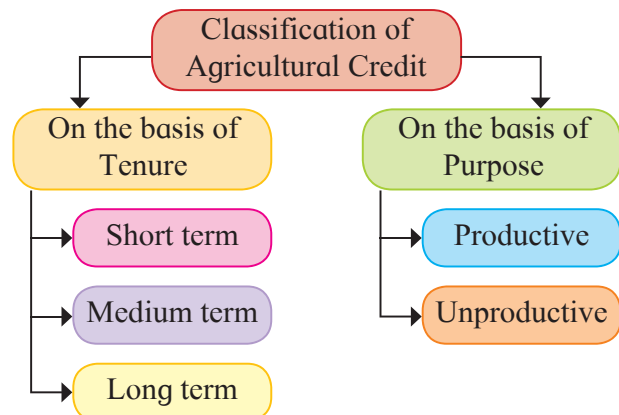 Classification of
Agricultural Credit
On the basis of
Tenure
Short term
Medium term
Long term
On the basis of
Purpose
Productive
Unproductive